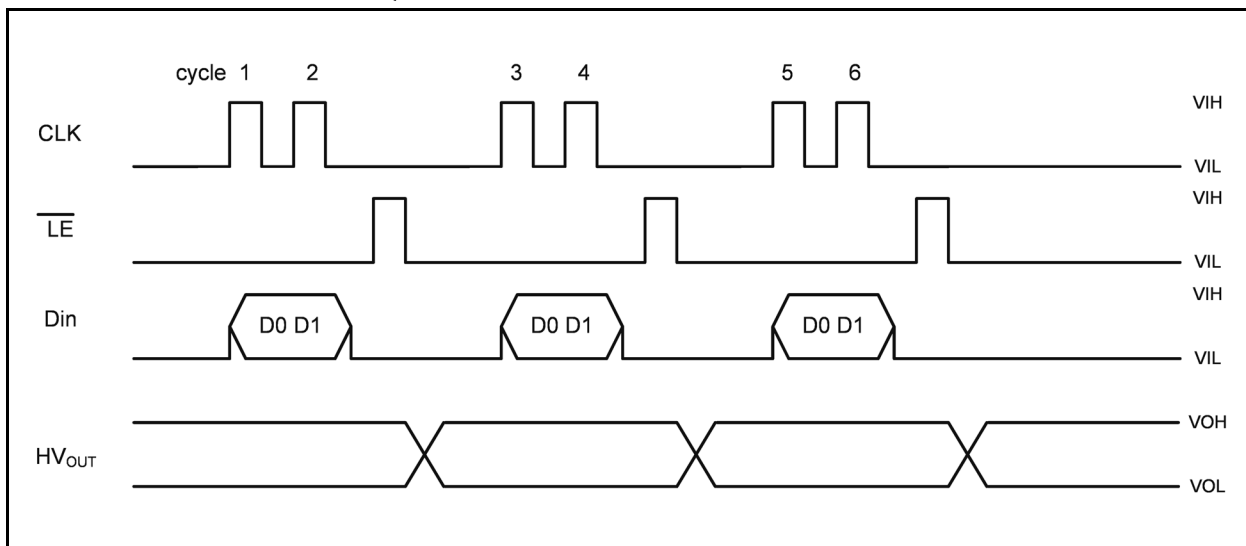 cycle 1 2 3 4 5 6
CLK
VIH
VIL
LE
VIH
VIL
Din
D0 D1
D0 D1
D0 D1
VIH
VIL
HVOUT
VOH
VOL